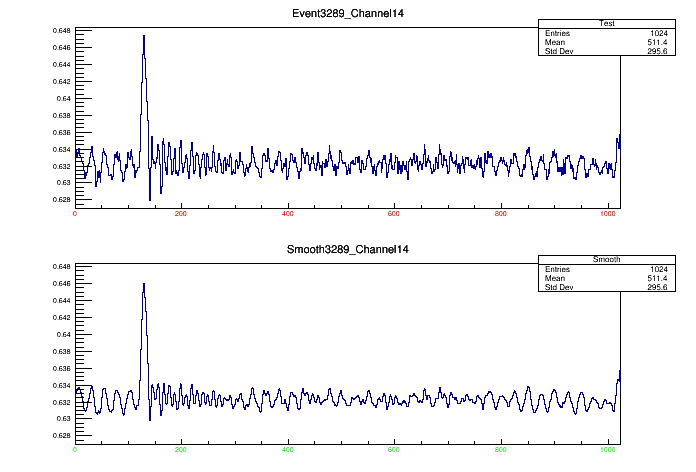 Event3289_Channel14
Test
Entries 1024
Mean 511.4
Std Dev 295.6
0.648
0.646
0.644
0.642
0.64
0.638
0.636
0.634
0.632
0.63
0.628
0 200 400 600 800 1000
Smooth3289_Channel14
Smooth
Entries 1024
Mean 511.4
Std Dev 295.6
0.648
0.646
0.644
0.642
0.64
0.638
0.636
0.634
0.632
0.63
0.628
0 200 400 600 800 1000